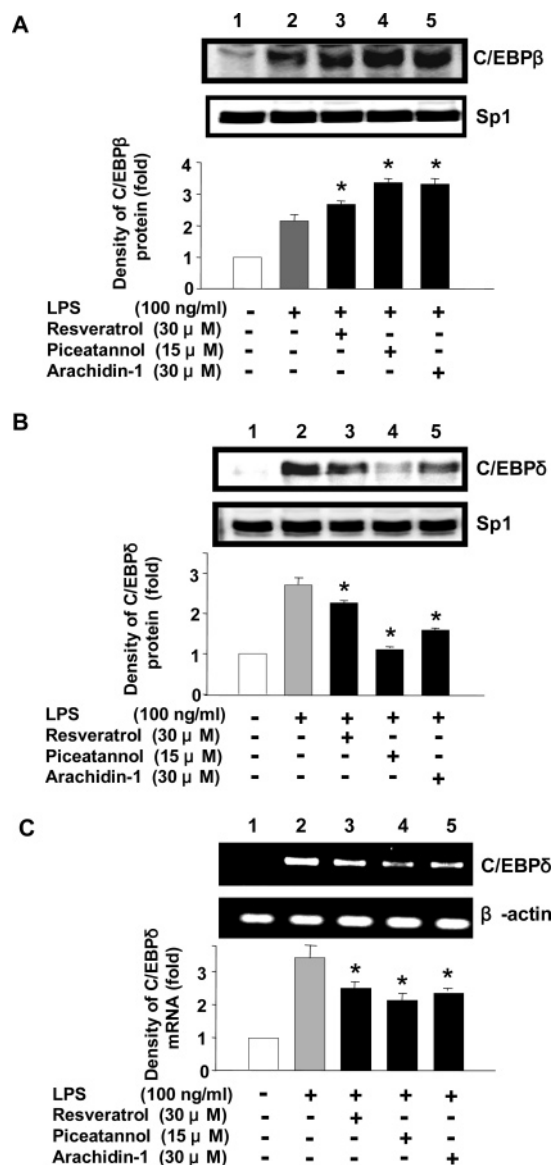 A
1 2 3 4 5
C/EBPβ
Sp1
Density of C/EBPβ
protein (fold)
4
3
2
1
0
* * *
LPS (100 ng/ml) - + + + +
Resveratrol (30 μ M) - - + - -
Piceatannol (15 μ M) - - - + -
Arachidin-1 (30 μ M) - - - - +
B
1 2 3 4 5
C/EBPδ
Sp1
Density of C/EBPδ
protein (fold)
3
2
1
0
* * *
LPS (100 ng/ml) - + + + +
Resveratrol (30 μ M) - - + - -
Piceatannol (15 μ M) - - - + -
Arachidin-1 (30 μ M) - - - - +
C
1 2 3 4 5
C/EBPδ
β -actin
Density of C/EBPδ
mRNA (fold)
3
2
1
0
* * *
LPS (100 ng/ml) - + + + +
Resveratrol (30 μ M) - - + - -
Piceatannol (15 μ M) - - - + -
Arachidin-1 (30 μ M) - - - - +